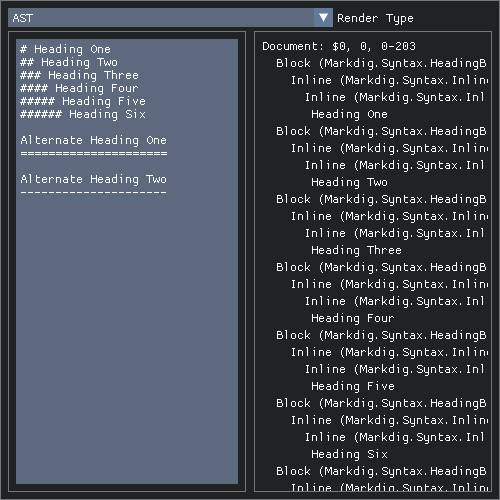 AST
Render Type
# Heading One
## Heading Two
### Heading Three
#### Heading Four
##### Heading Five
###### Heading Six
Alternate Heading One
=====================
Alternate Heading Two
---------------------
Document: $0, 0, 0-203
Block (Markdig.Syntax.HeadingB
Inline (Markdig.Syntax.Inlin
Inline (Markdig.Syntax.Inl
Heading One
Block (Markdig.Syntax.HeadingB
Inline (Markdig.Syntax.Inlin
Inline (Markdig.Syntax.Inl
Heading Two
Block (Markdig.Syntax.HeadingB
Inline (Markdig.Syntax.Inlin
Inline (Markdig.Syntax.Inl
Heading Three
Block (Markdig.Syntax.HeadingB
Inline (Markdig.Syntax.Inlin
Inline (Markdig.Syntax.Inl
Heading Four
Block (Markdig.Syntax.HeadingB
Inline (Markdig.Syntax.Inlin
Inline (Markdig.Syntax.Inl
Heading Five
Block (Markdig.Syntax.HeadingB
Inline (Markdig.Syntax.Inlin
Inline (Markdig.Syntax.Inl
Heading Six
Block (Markdig.Syntax.HeadingB
Inline (Markdig.Syntax.Inlin